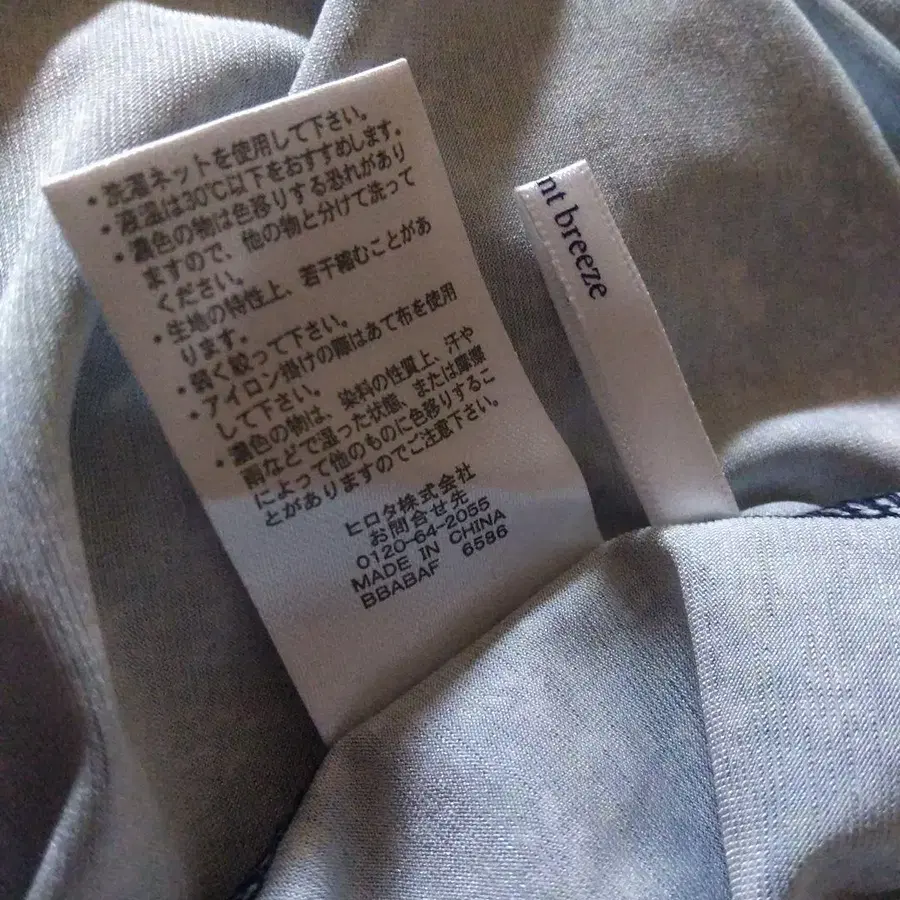 ・洗濯ネットを使用して下さい。
・液温は30℃以下をおすすめします。
・濃色の物は色移りする恐れがあり
ますので、他の物と分けて洗って
ください。
・生地の特性上、若干縮むことがあ
ります。
・弱く絞って下さい。
・アイロン掛けの際はあて布を使用
して下さい。
・濃色の物は、染料の性質上、汗や
雨などで湿った状態、または摩擦
によって他のものに色移りするこ
とがありますのでご注意下さい。
ヒロタ株式会社
お問合せ先
0120-64-2055
MADE IN CHINA
BBABAF 6586
nt breeze